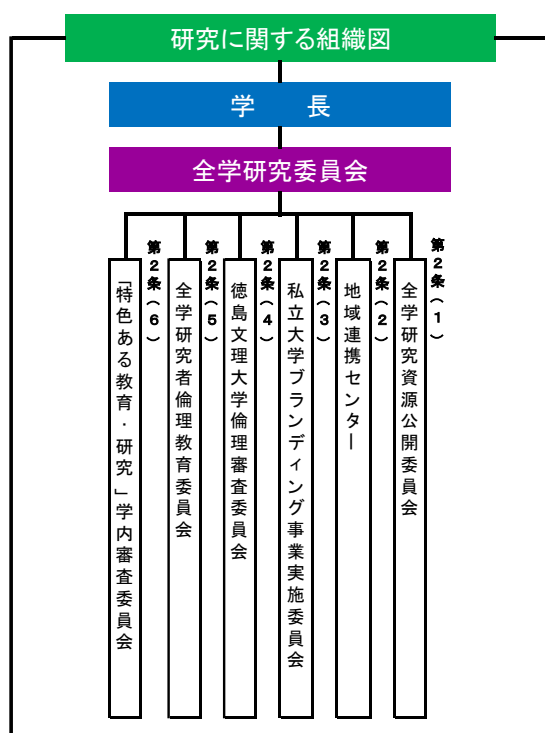 研究に関する組織図
学　　長
全学研究委員会
第2条（1）
全学研究資源公開委員会
第2条（2）
地域連携センター
第2条（3）
私立大学ブランディング事業実施委員会
第2条（4）
徳島文理大学倫理審査委員会
第2条（5）
全学研究者倫理教育委員会
第2条（6）
「特色ある教育・研究」学内審査委員会